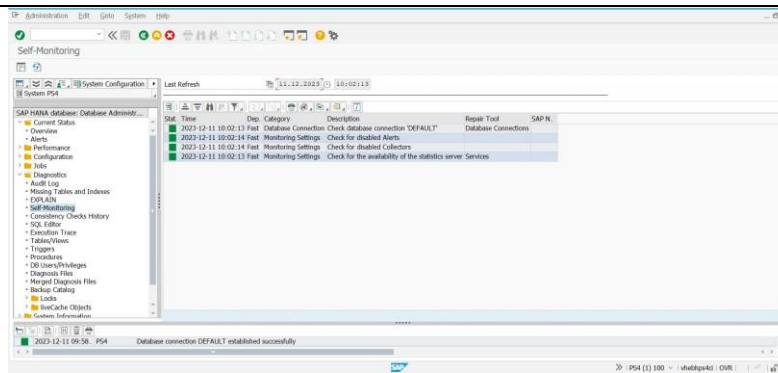 Administration Edit Goto System Help
Self-Monitoring
System Configuration
System PS4
Last Refresh 11.12.2023 10:02:13
SAP HANA database: Database Administr...
Current Status
Overview
Alerts
Performance
Configuration
Jobs
Diagnostics
Audit Log
Missing Tables and Indexes
EXPLAIN
Self-Monitoring
Consistency Checks History
SQL Editor
Execution Trace
Tables/Views
Triggers
Procedures
DB Users/Privileges
Diagnosis Files
Merged Diagnosis Files
Backup Catalog
Locks
liveCache Objects
System Information
Stat Time Dep. Category Description Repair Tool SAP N.
2023-12-11 10:02:13 Fast Database Connection Check database connection 'DEFAULT' Database Connections
2023-12-11 10:02:14 Fast Monitoring Settings Check for disabled Alerts
2023-12-11 10:02:14 Fast Monitoring Settings Check for disabled Collectors
2023-12-11 10:02:13 Fast Monitoring Settings Check for the availability of the statistics server Services
2023-12-11 09:58. PS4 Database connection DEFAULT established successfully
SAP
PS4 (1) 100 vhebhps4ci OVR